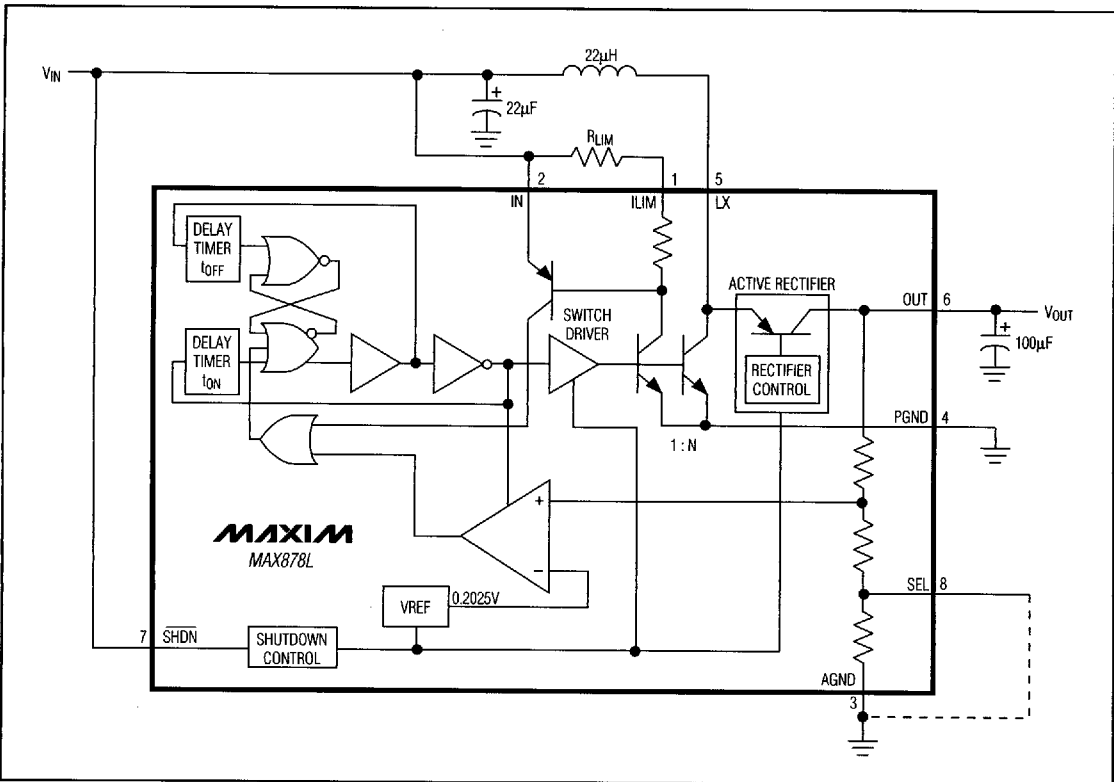 22µH
VIN
+
22µF
RLIM
2
1
5
IN
ILIM
LX
DELAY
TIMER
tOFF
ACTIVE RECTIFIER
OUT
6
VOUT
SWITCH
DRIVER
+
100µF
DELAY
TIMER
tON
RECTIFIER
CONTROL
PGND
4
1 : N
+
MAXIM
MAX878L
−
SEL
8
VREF
0.2025V
7
SHDN
SHUTDOWN
CONTROL
AGND
3